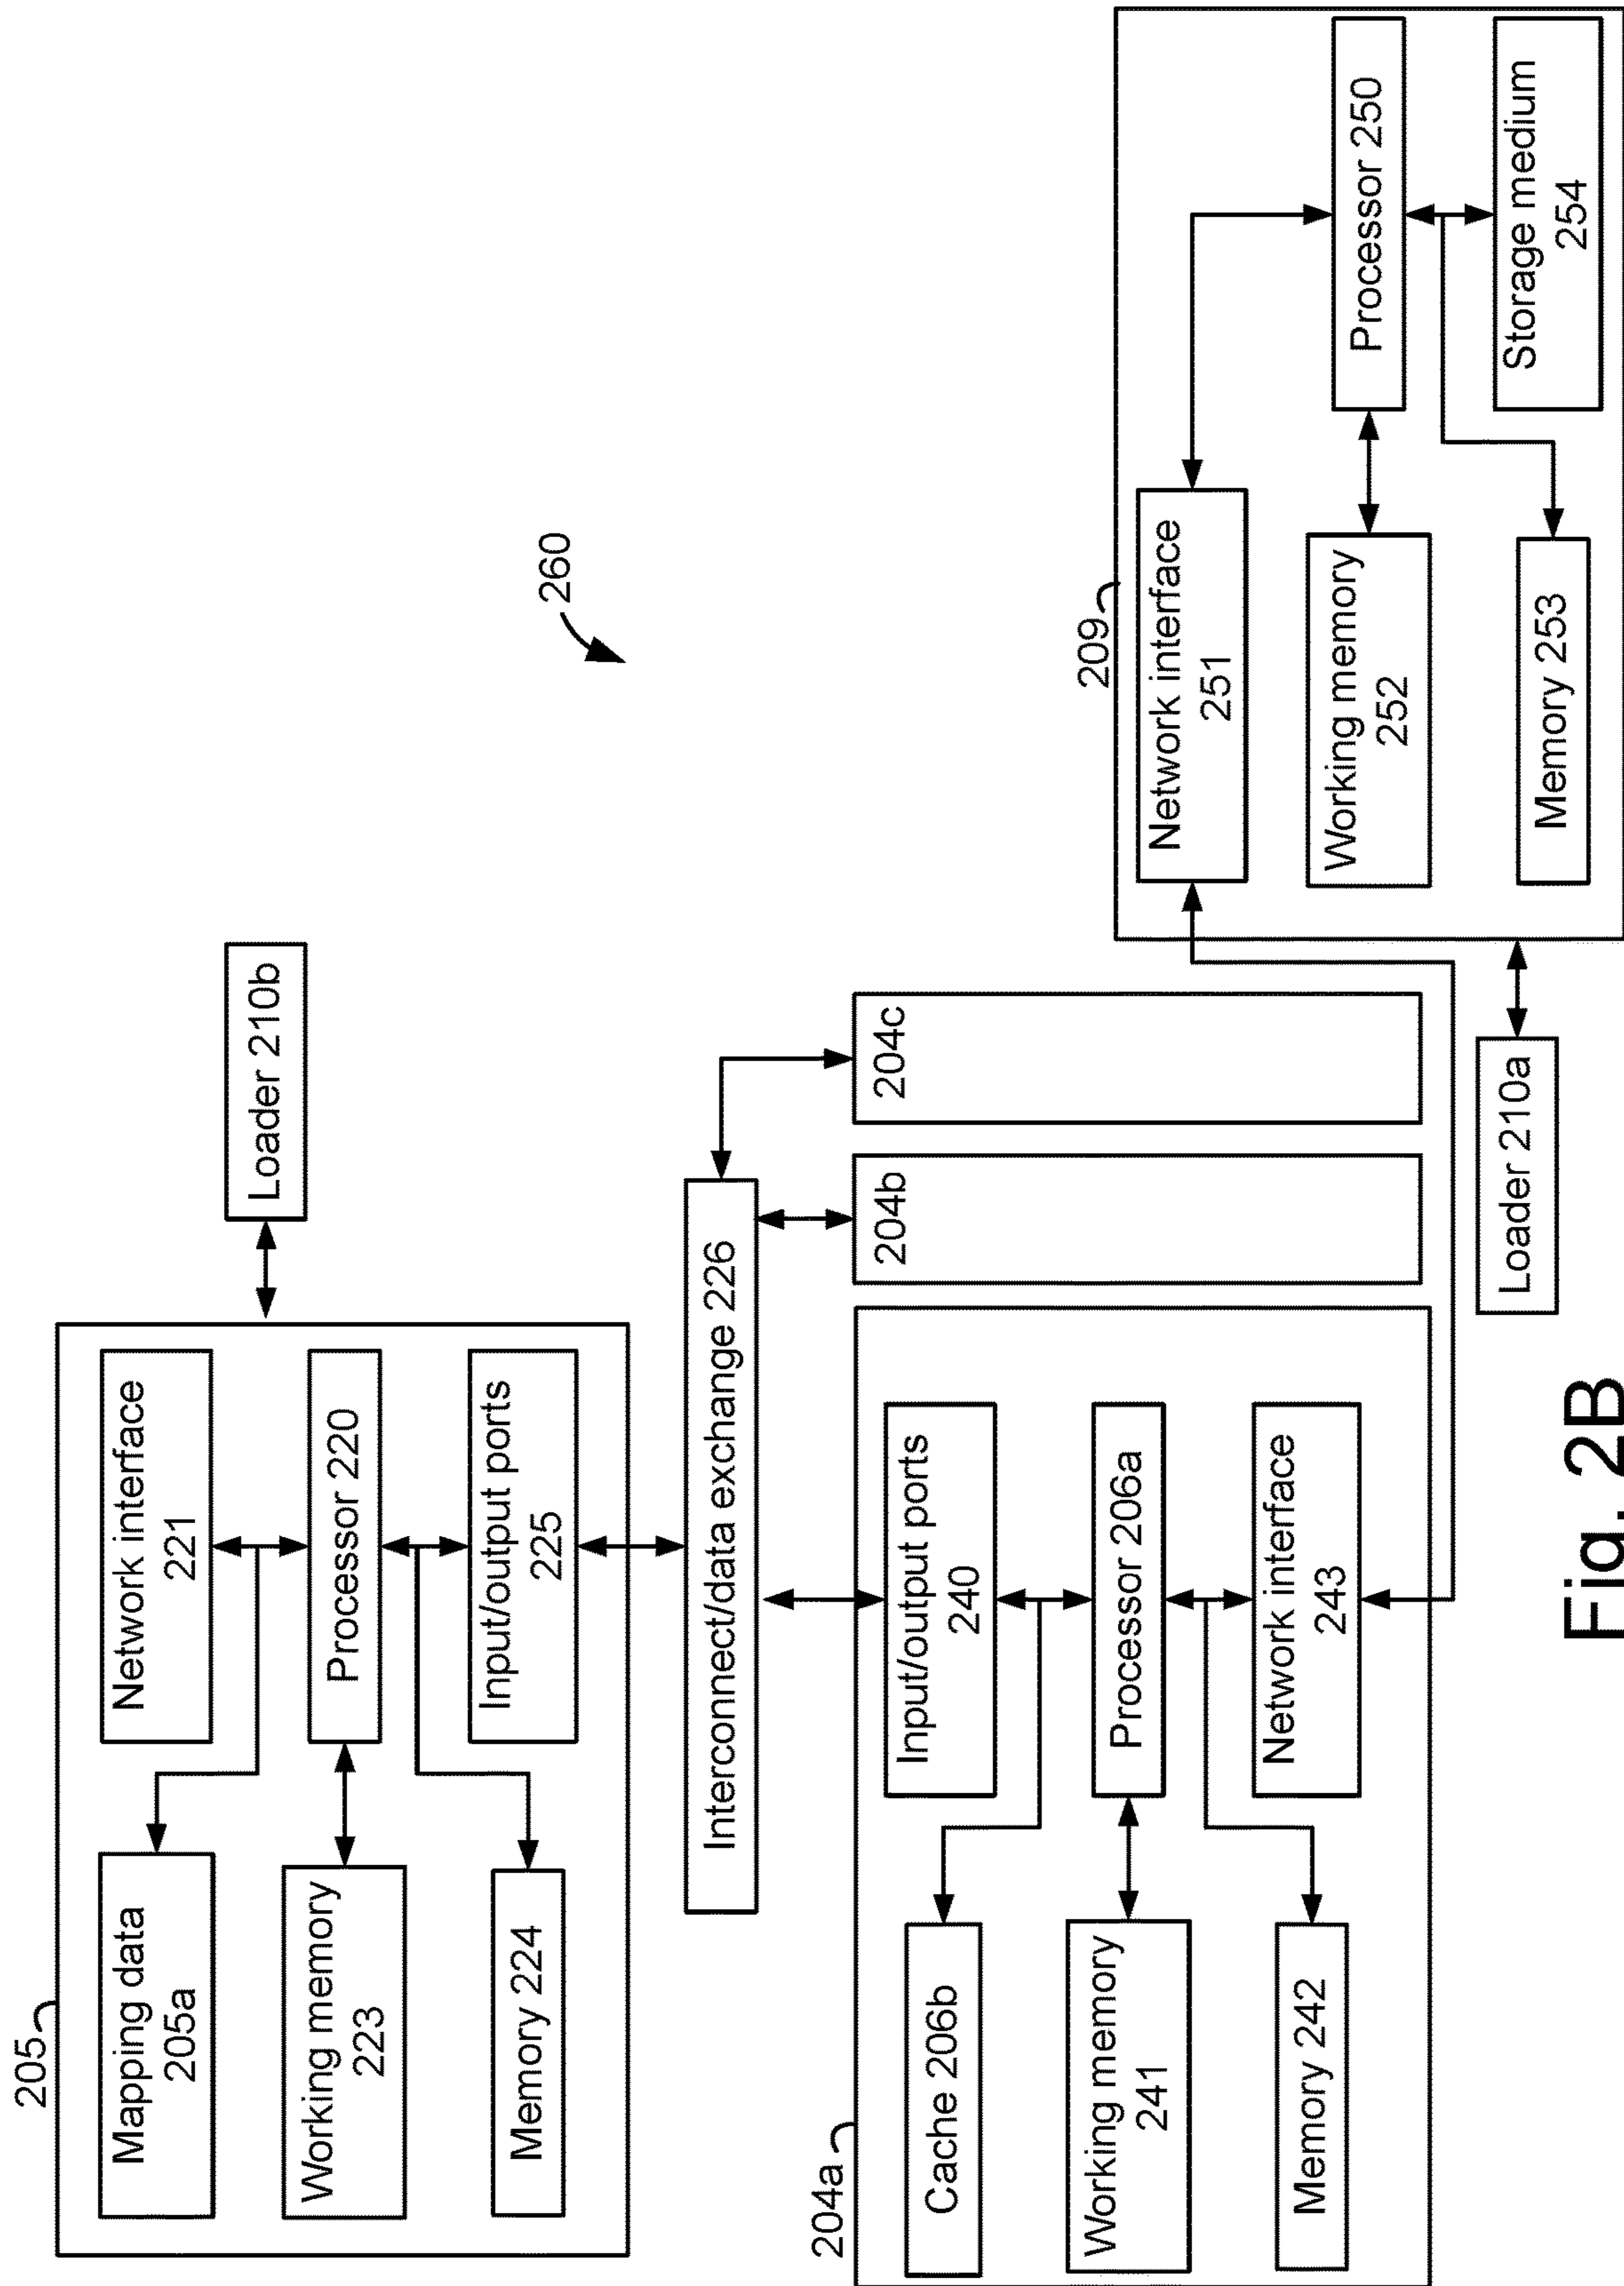 260
205
Mapping data
205a
Network interface
221
Loader 210b
Working memory
223
Processor 220
Memory 224
Input/output ports
225
Interconnect/data exchange 226
204a
Cache 206b
Input/output ports
240
204b
204c
Working memory
241
Processor 206a
Memory 242
Network interface
243
209
Network interface
251
Working memory
252
Processor 250
Memory 253
Storage medium
254
Loader 210a
Fig. 2B